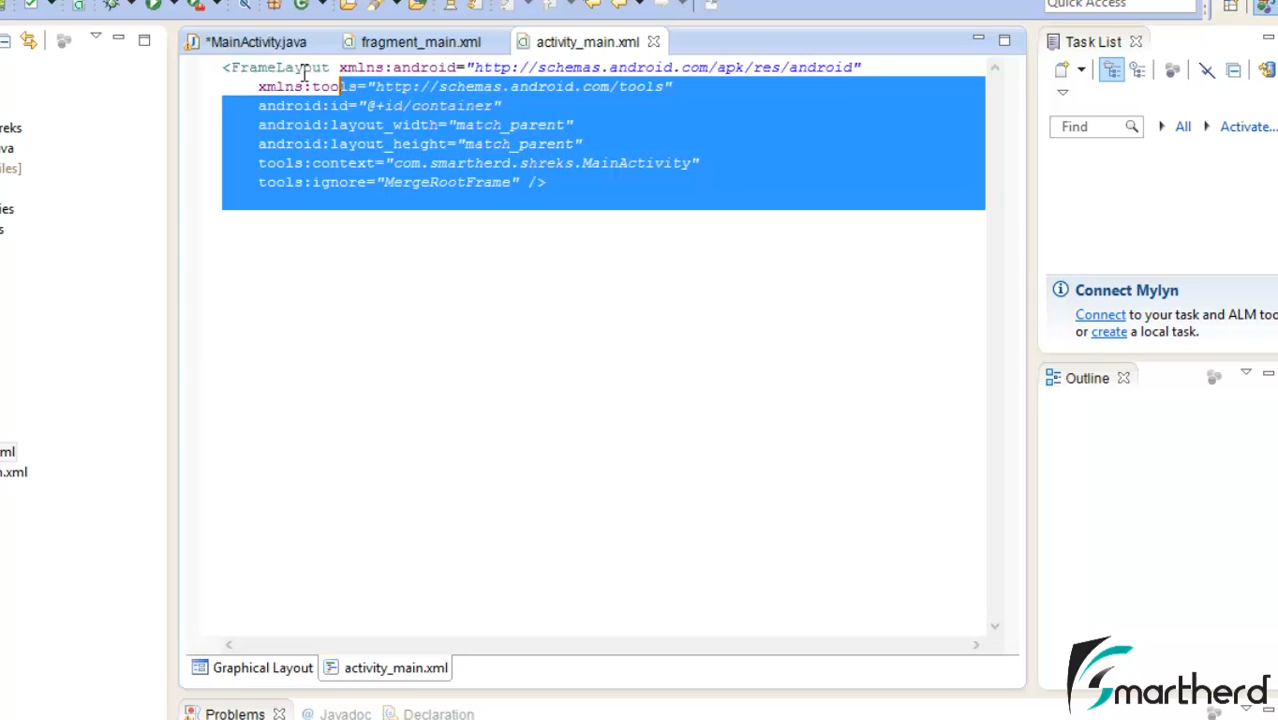 Quick Access
*MainActivity.java
fragment_main.xml
activity_main.xml
Task List
<FrameLayout xmlns:android="http://schemas.android.com/apk/res/android"
xmlns:tools="http://schemas.android.com/tools"
android:id="@+id/container"
android:layout_width="match_parent"
android:layout_height="match_parent"
tools:context="com.smartherd.shreks.MainActivity"
tools:ignore="MergeRootFrame" />
Find
All
Activate...
reks
va
iles]
ies
s
ml
n.xml
Connect Mylyn
Connect to your task and ALM too
or create a local task.
Outline
Graphical Layout
activity_main.xml
Smartherd
Problems
Javadoc
Declaration